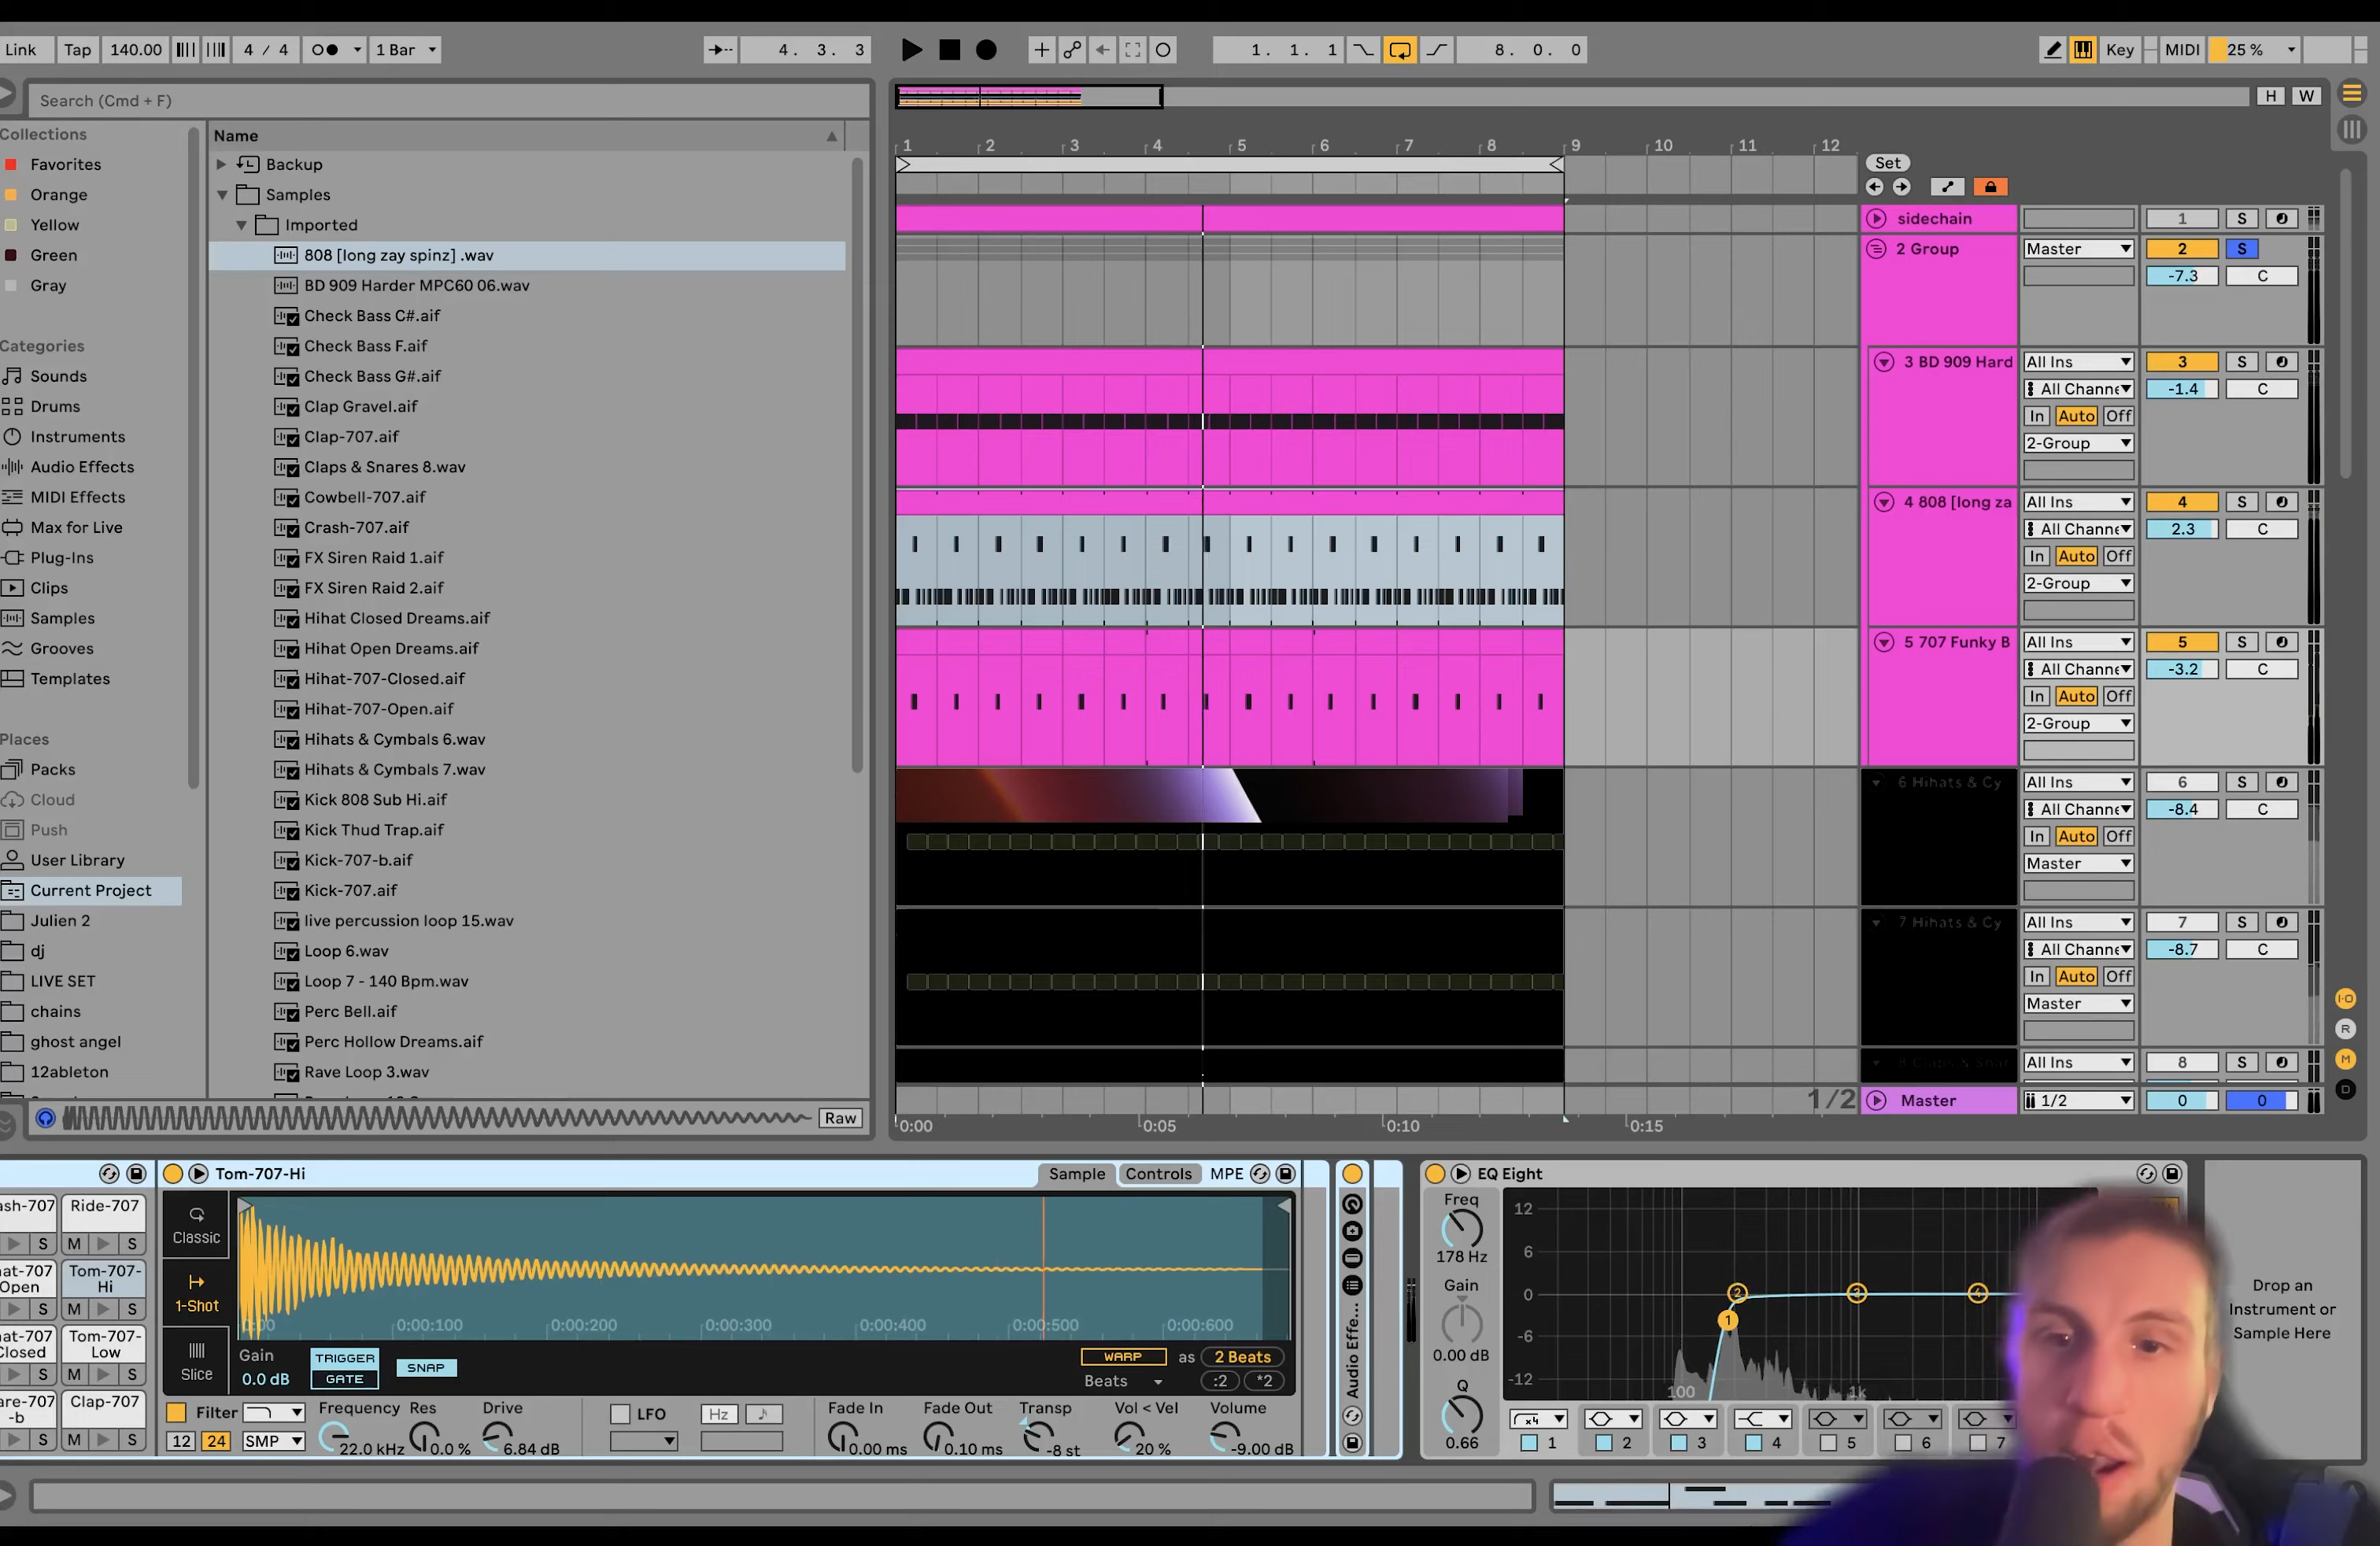 Link Tap 140.00 4 / 4 1 Bar 4. 3. 3 1. 1. 1 8. 0. 0 Key MIDI 25 %
Search (Cmd + F)
H W
Collections
Favorites
Orange
Yellow
Green
Gray
Categories
Sounds
Drums
Instruments
Audio Effects
MIDI Effects
Max for Live
Plug-Ins
Clips
Samples
Grooves
Templates
Places
Packs
Cloud
Push
User Library
Current Project
Julien 2
dj
LIVE SET
chains
ghost angel
12ableton
Name
Backup
Samples
Imported
808 [long zay spinz] .wav
BD 909 Harder MPC60 06.wav
Check Bass C#.aif
Check Bass F.aif
Check Bass G#.aif
Clap Gravel.aif
Clap-707.aif
Claps & Snares 8.wav
Cowbell-707.aif
Crash-707.aif
FX Siren Raid 1.aif
FX Siren Raid 2.aif
Hihat Closed Dreams.aif
Hihat Open Dreams.aif
Hihat-707-Closed.aif
Hihat-707-Open.aif
Hihats & Cymbals 6.wav
Hihats & Cymbals 7.wav
Kick 808 Sub Hi.aif
Kick Thud Trap.aif
Kick-707-b.aif
Kick-707.aif
live percussion loop 15.wav
Loop 6.wav
Loop 7 - 140 Bpm.wav
Perc Bell.aif
Perc Hollow Dreams.aif
Rave Loop 3.wav
Raw
1 2 3 4 5 6 7 8 9 10 11 12
Set
sidechain 1 S
2 Group Master 2 S
-7.3 C
3 BD 909 Hard All Ins 3 S
All Channe -1.4 C
In Auto Off
2-Group
4 808 [long za All Ins 4 S
All Channe 2.3 C
In Auto Off
2-Group
5 707 Funky B All Ins 5 S
All Channe -3.2 C
In Auto Off
2-Group
6 Hihats & Cy All Ins 6 S
All Channe -8.4 C
In Auto Off
Master
7 Hihats & Cy All Ins 7 S
All Channe -8.7 C
In Auto Off
Master
All Ins 8 S
1/2 Master 1/2 0 0
0:00 0:05 0:10 0:15
I·O
R
M
D
ash-707 Ride-707
S M S
at-707 Open Tom-707-Hi
S M S
at-707 Closed Tom-707-Low
S M S
are-707-b Clap-707
S M S
Tom-707-Hi Sample Controls MPE
Classic
1-Shot
Slice
0:00:100 0:00:200 0:00:300 0:00:400 0:00:500 0:00:600
Gain TRIGGER SNAP WARP as 2 Beats
0.0 dB GATE Beats :2 *2
Filter Frequency Res Drive LFO Hz Fade In Fade Out Transp Vol < Vel Volume
12 24 SMP 22.0 kHz 0.0 % 6.84 dB 0.00 ms 0.10 ms -8 st 20 % -9.00 dB
Audio Effe...
EQ Eight
Freq
178 Hz
Gain
0.00 dB
Q
0.66
12
6
0
-6
-12
1 2 3 4
100 1k
x4
1 2 3 4 5 6 7
Drop an
Instrument or
Sample Here